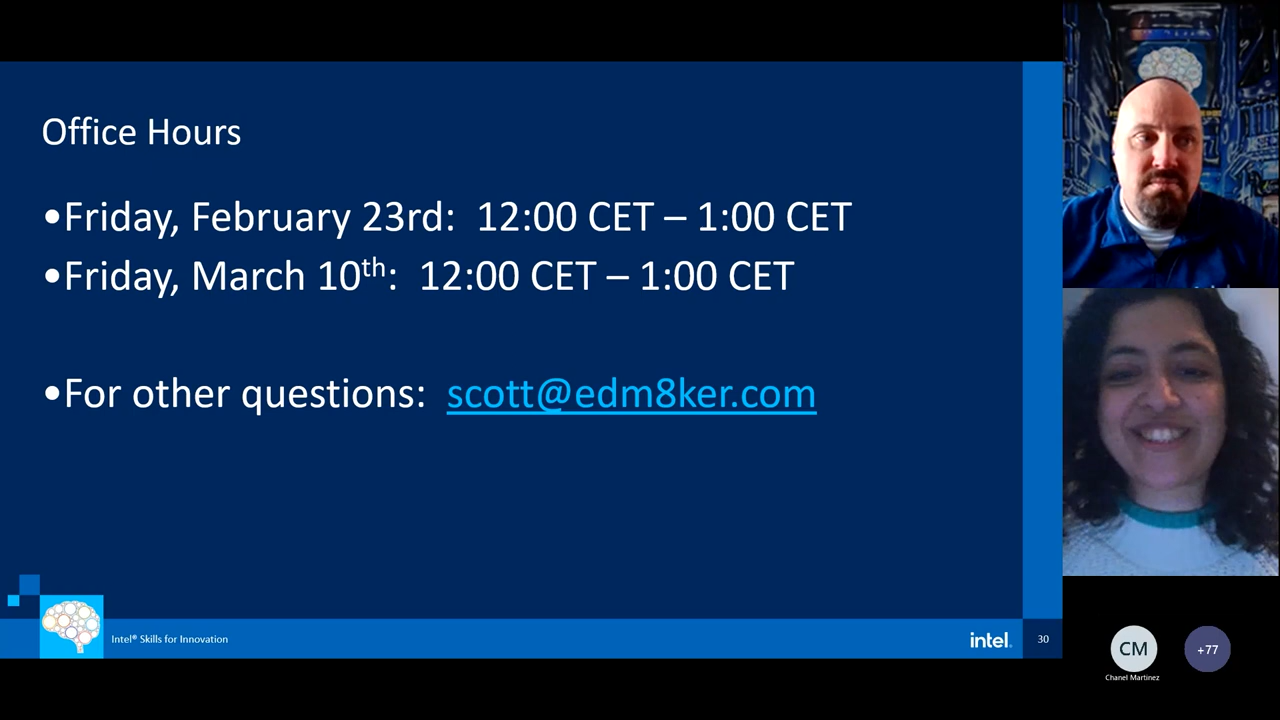 Office Hours
•Friday, February 23rd:  12:00 CET – 1:00 CET
•Friday, March 10th:  12:00 CET – 1:00 CET
•For other questions:  scott@edm8ker.com
Intel® Skills for Innovation
intel.
30
CM
+77
Chanel Martinez